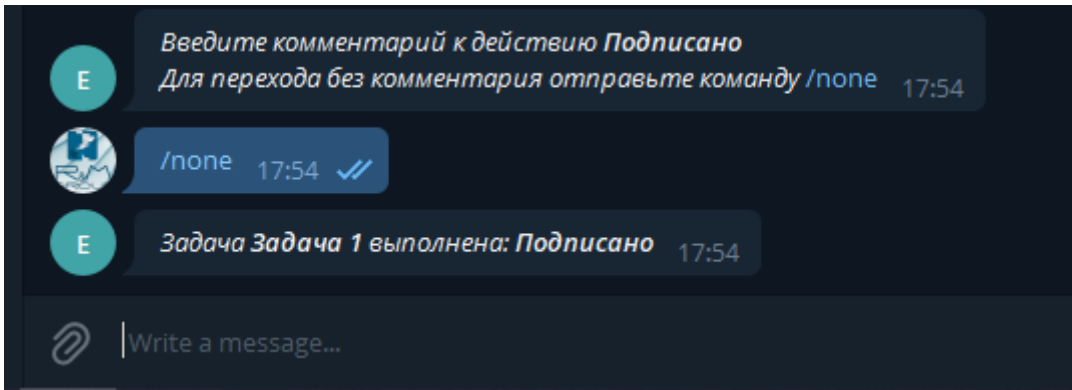 Введите комментарий к действию Подписано
Для перехода без комментария отправьте команду /none 17:54
E
/none 17:54
Задача Задача 1 выполнена: Подписано 17:54
E
Write a message...